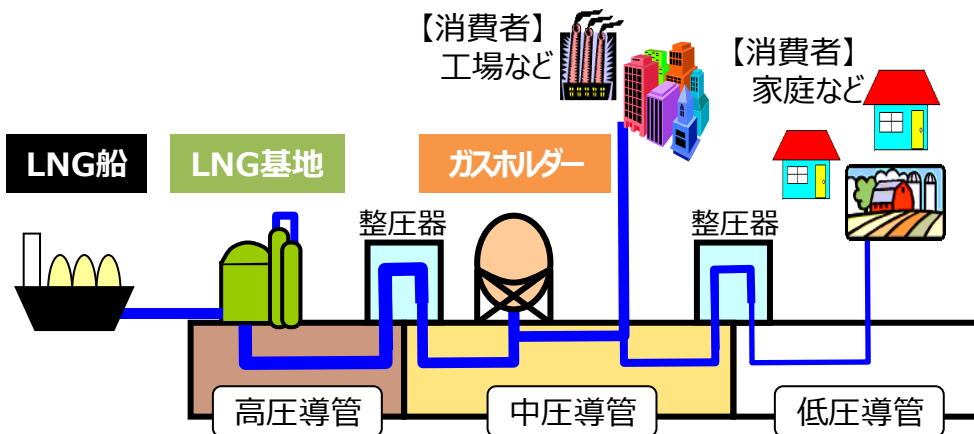 【消費者】
工場など
【消費者】
家庭など
LNG船
LNG基地
ガスホルダー
整圧器
整圧器
高圧導管
中圧導管
低圧導管